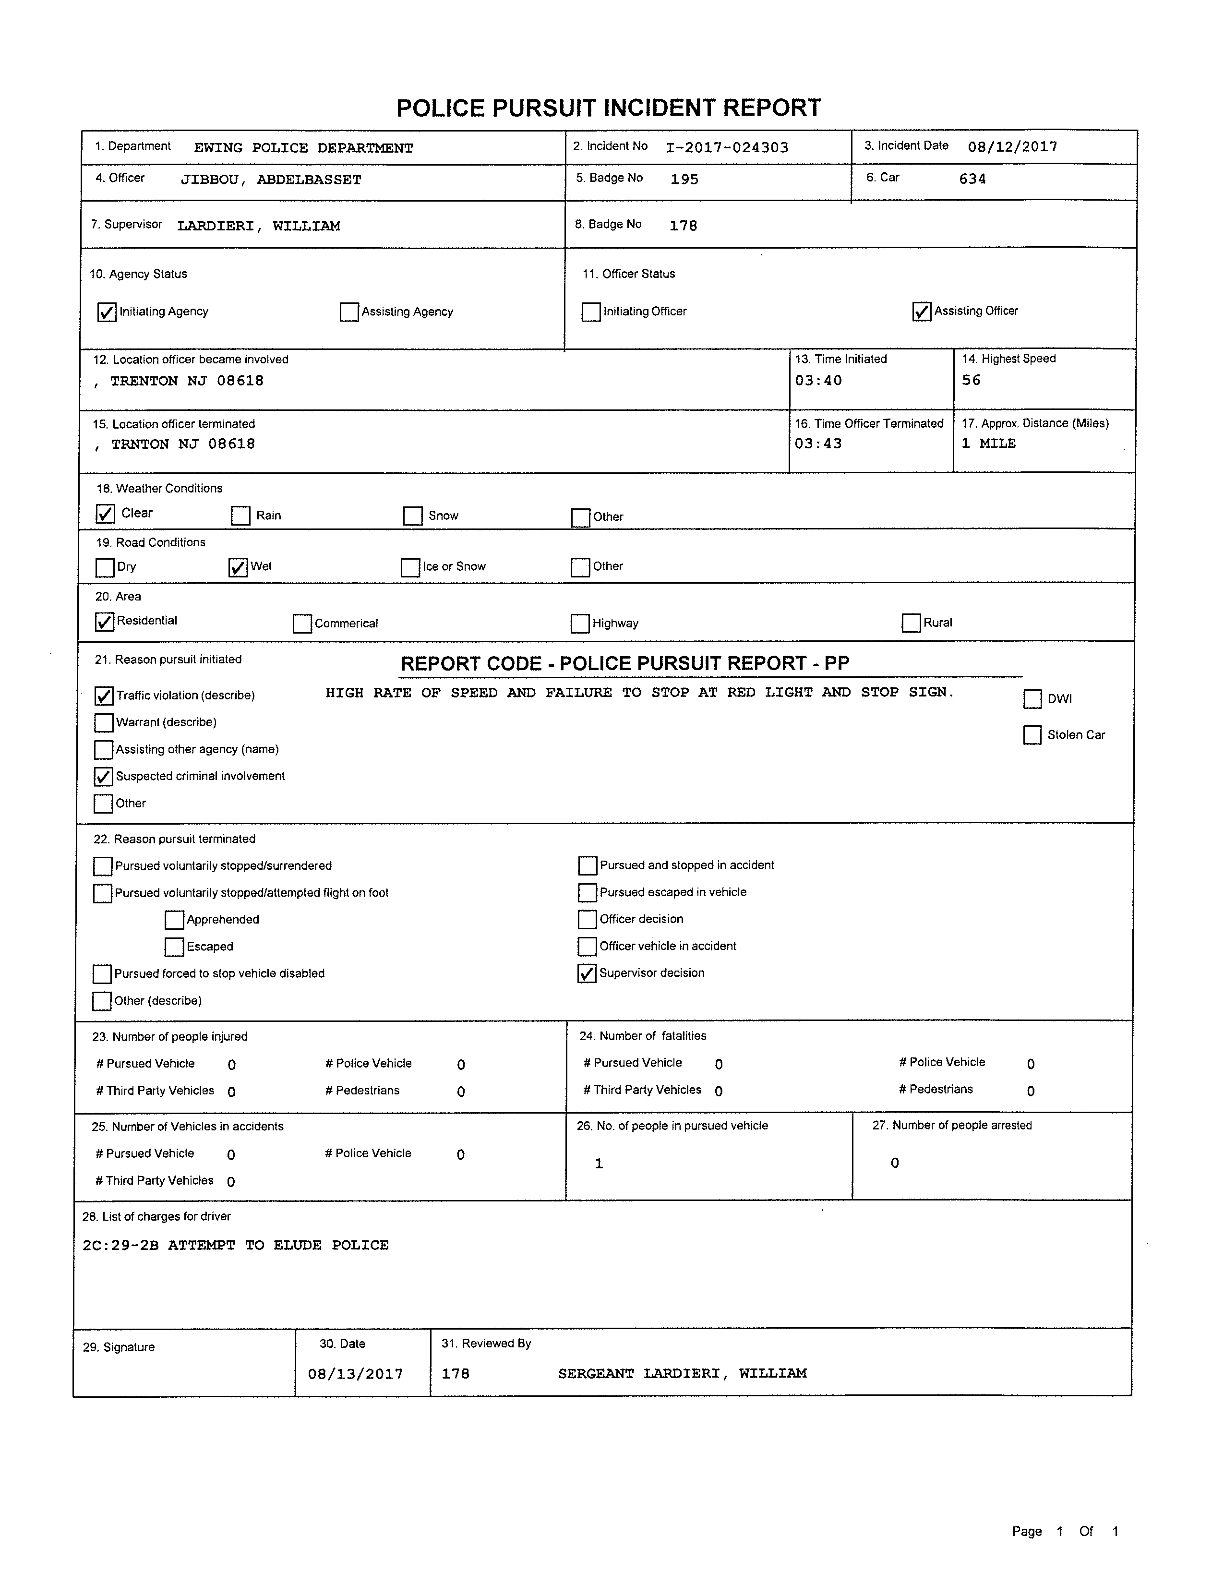 POLICE PURSUIT INCIDENT REPORT
1. Department EWING POLICE DEPARTMENT 2. Incident No I-2017-024303 3. Incident Date 08/12/2017
4. Officer JIBBOU, ABDELBASSET 5. Badge No 195 6. Car 634
7. Supervisor LARDIERI, WILLIAM 8. Badge No 178
10. Agency Status 11. Officer Status
Initiating Agency Assisting Agency Initiating Officer Assisting Officer
12. Location officer became involved 13. Time Initiated 14. Highest Speed
, TRENTON NJ 08618 03:40 56
15. Location officer terminated 16. Time Officer Terminated 17. Approx. Distance (Miles)
, TRNTON NJ 08618 03:43 1 MILE
18. Weather Conditions
Clear Rain Snow Other
19. Road Conditions
Dry Wet Ice or Snow Other
20. Area
Residential Commerical Highway Rural
21. Reason pursuit initiated REPORT CODE - POLICE PURSUIT REPORT - PP
Traffic violation (describe) HIGH RATE OF SPEED AND FAILURE TO STOP AT RED LIGHT AND STOP SIGN. DWI
Warrant (describe)
Stolen Car
Assisting other agency (name)
Suspected criminal involvement
Other
22. Reason pursuit terminated
Pursued voluntarily stopped/surrendered Pursued and stopped in accident
Pursued voluntarily stopped/attempted flight on foot Pursued escaped in vehicle
Apprehended Officer decision
Escaped Officer vehicle in accident
Pursued forced to stop vehicle disabled Supervisor decision
Other (describe)
23. Number of people injured 24. Number of fatalities
# Pursued Vehicle 0 # Police Vehicle 0 # Pursued Vehicle 0 # Police Vehicle 0
# Third Party Vehicles 0 # Pedestrians 0 # Third Party Vehicles 0 # Pedestrians 0
25. Number of Vehicles in accidents 26. No. of people in pursued vehicle 27. Number of people arrested
# Pursued Vehicle 0 # Police Vehicle 0 1 0
# Third Party Vehicles 0
28. List of charges for driver
2C:29-2B ATTEMPT TO ELUDE POLICE
29. Signature 30. Date 31. Reviewed By
08/13/2017 178 SERGEANT LARDIERI, WILLIAM
Page 1 Of 1